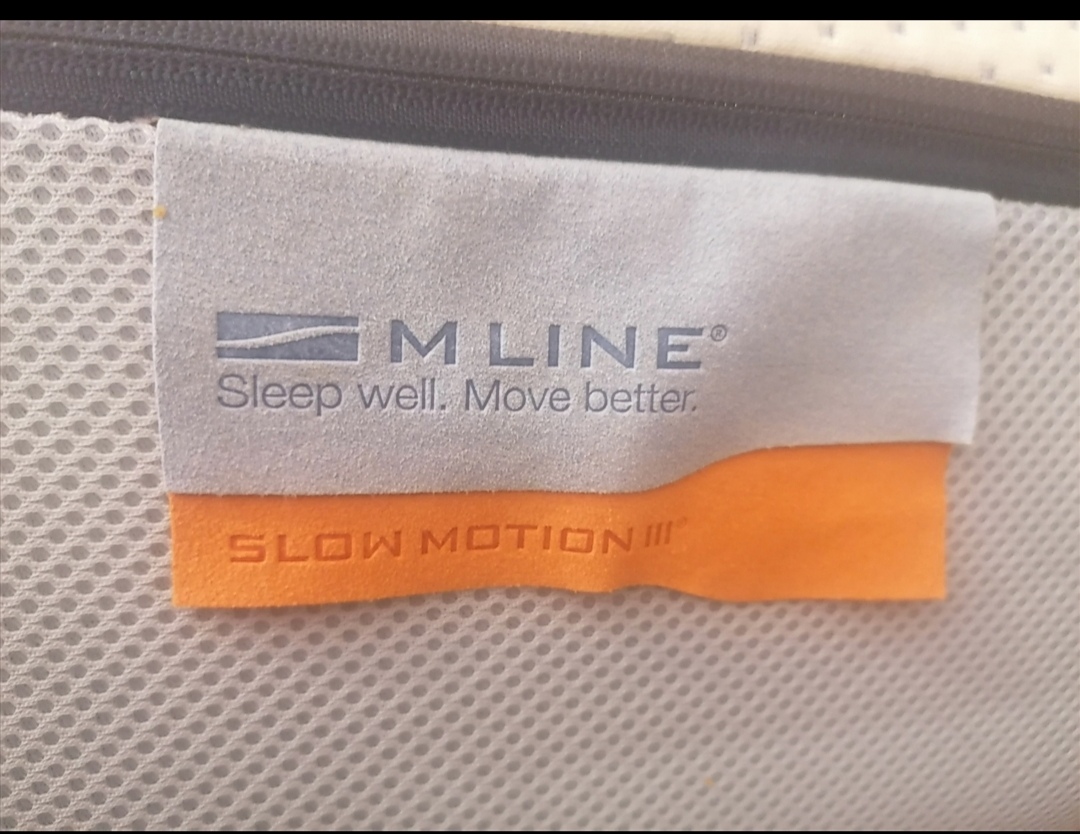 M LINE®
Sleep well. Move better.
SLOW MOTION III®